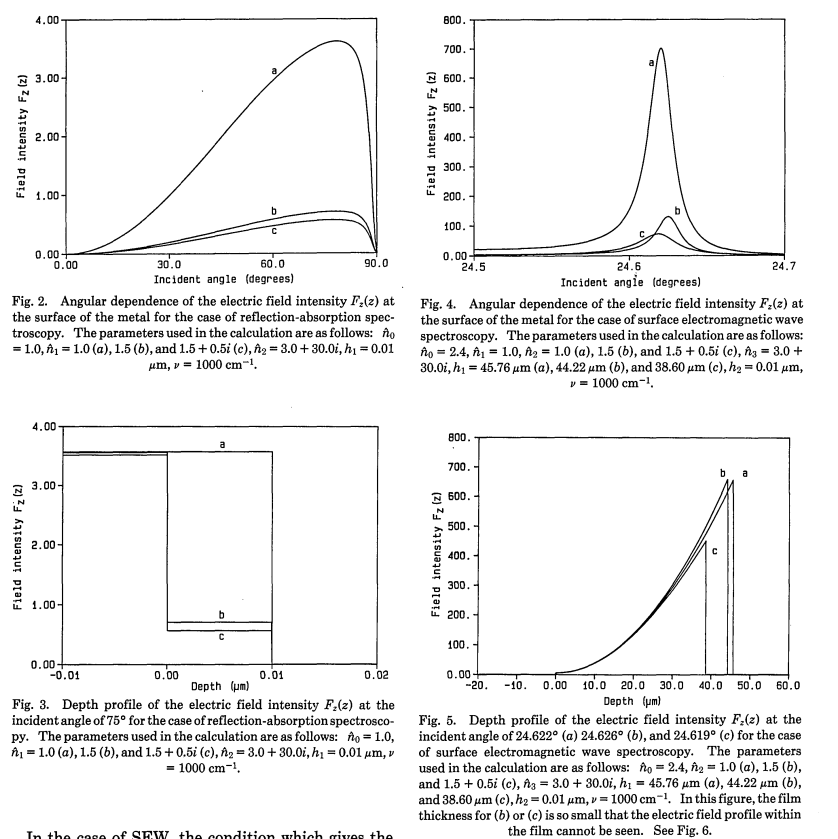 4.00
3.00
2.00
1.00
0.00
Field intensity F_z(z)
a
b
c
0.00 30.0 60.0 90.0
Incident angle (degrees)
Fig. 2. Angular dependence of the electric field intensity F_z(z) at
the surface of the metal for the case of reflection-absorption spec-
troscopy. The parameters used in the calculation are as follows: n̂₀
= 1.0, n̂₁ = 1.0 (a), 1.5 (b), and 1.5 + 0.5i (c), n̂₂ = 3.0 + 30.0i, h₁ = 0.01
μm, ν = 1000 cm⁻¹.
4.00
3.00
2.00
1.00
0.00
Field intensity F_z(z)
a
b
c
-0.01 0.00 0.01 0.02
Depth (μm)
Fig. 3. Depth profile of the electric field intensity F_z(z) at the
incident angle of 75° for the case of reflection-absorption spectrosco-
py. The parameters used in the calculation are as follows: n̂₀ = 1.0,
n̂₁ = 1.0 (a), 1.5 (b), and 1.5 + 0.5i (c), n̂₂ = 3.0 + 30.0i, h₁ = 0.01 μm, ν
= 1000 cm⁻¹.
In the case of SEW, the condition which gives the
800.
700.
600.
500.
400.
300.
200.
100.
0.00
Field intensity F_z(z)
a
b
c
24.5 24.6 24.7
Incident angle (degrees)
Fig. 4. Angular dependence of the electric field intensity F_z(z) at
the surface of the metal for the case of surface electromagnetic wave
spectroscopy. The parameters used in the calculation are as follows:
n̂₀ = 2.4, n̂₁ = 1.0, n̂₂ = 1.0 (a), 1.5 (b), and 1.5 + 0.5i (c), n̂₃ = 3.0 +
30.0i, h₁ = 45.76 μm (a), 44.22 μm (b), and 38.60 μm (c), h₂ = 0.01 μm,
ν = 1000 cm⁻¹.
800.
700.
600.
500.
400.
300.
200.
100.
0.00
Field intensity F_z(z)
b a
c
-20. -10. 0.00 10.0 20.0 30.0 40.0 50.0 60.0
Depth (μm)
Fig. 5. Depth profile of the electric field intensity F_z(z) at the
incident angle of 24.622° (a) 24.626° (b), and 24.619° (c) for the case
of surface electromagnetic wave spectroscopy. The parameters
used in the calculation are as follows: n̂₀ = 2.4, n̂₂ = 1.0 (a), 1.5 (b),
and 1.5 + 0.5i (c), n̂₃ = 3.0 + 30.0i, h₁ = 45.76 μm (a), 44.22 μm (b),
and 38.60 μm (c), h₂ = 0.01 μm, ν = 1000 cm⁻¹. In this figure, the film
thickness for (b) or (c) is so small that the electric field profile within
the film cannot be seen. See Fig. 6.